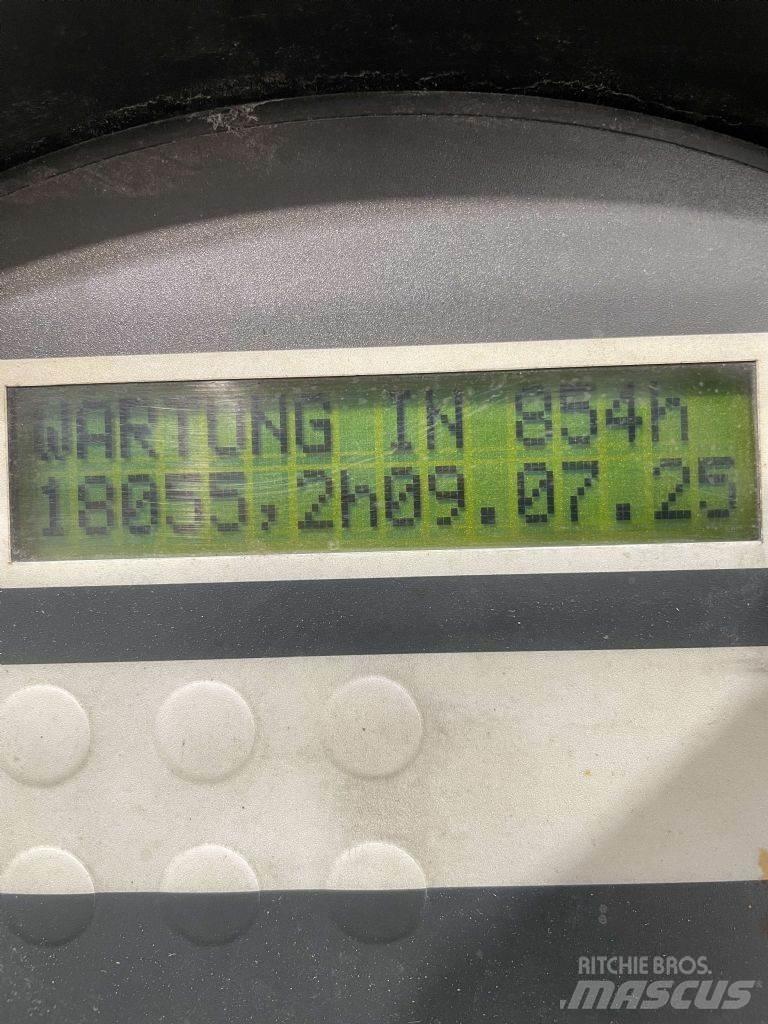 WARTUNG IN 854h
18055,2h09.07.25
RITCHIE BROS.
MASCUS